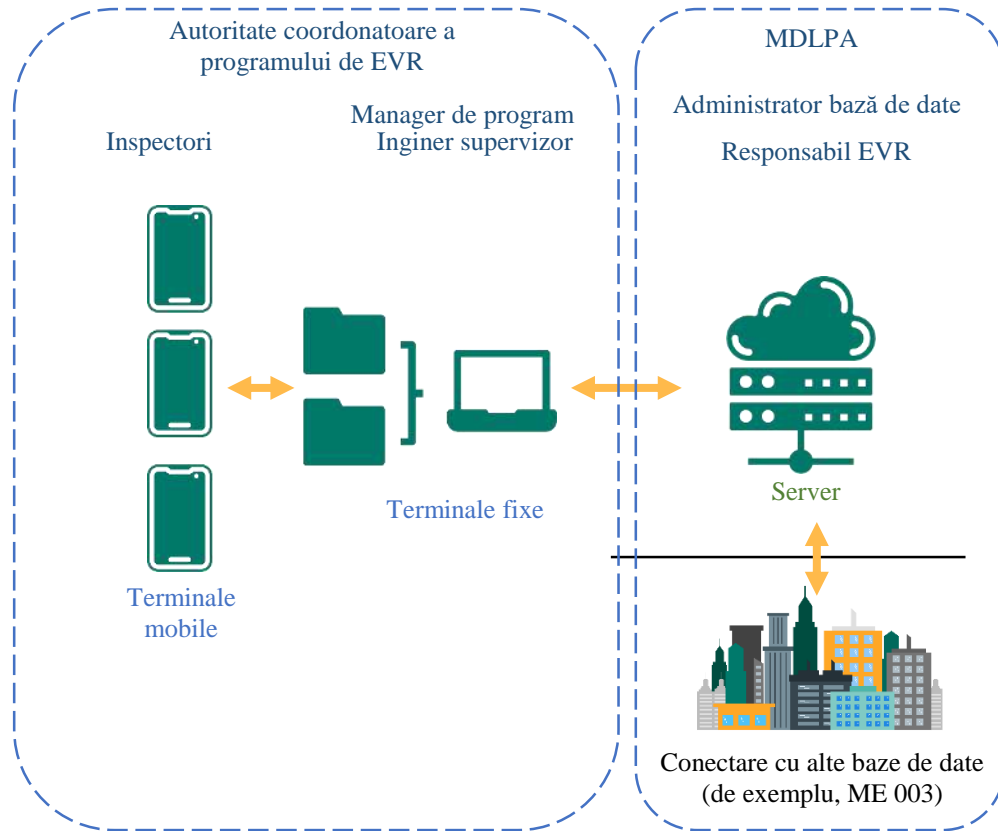 Autoritate coordonatoare a
programului de EVR
Inspectori
Manager de program
Inginer supervizor
Terminale
mobile
Terminale fixe
MDLPA
Administrator bază de date
Responsabil EVR
Server
Conectare cu alte baze de date
(de exemplu, ME 003)